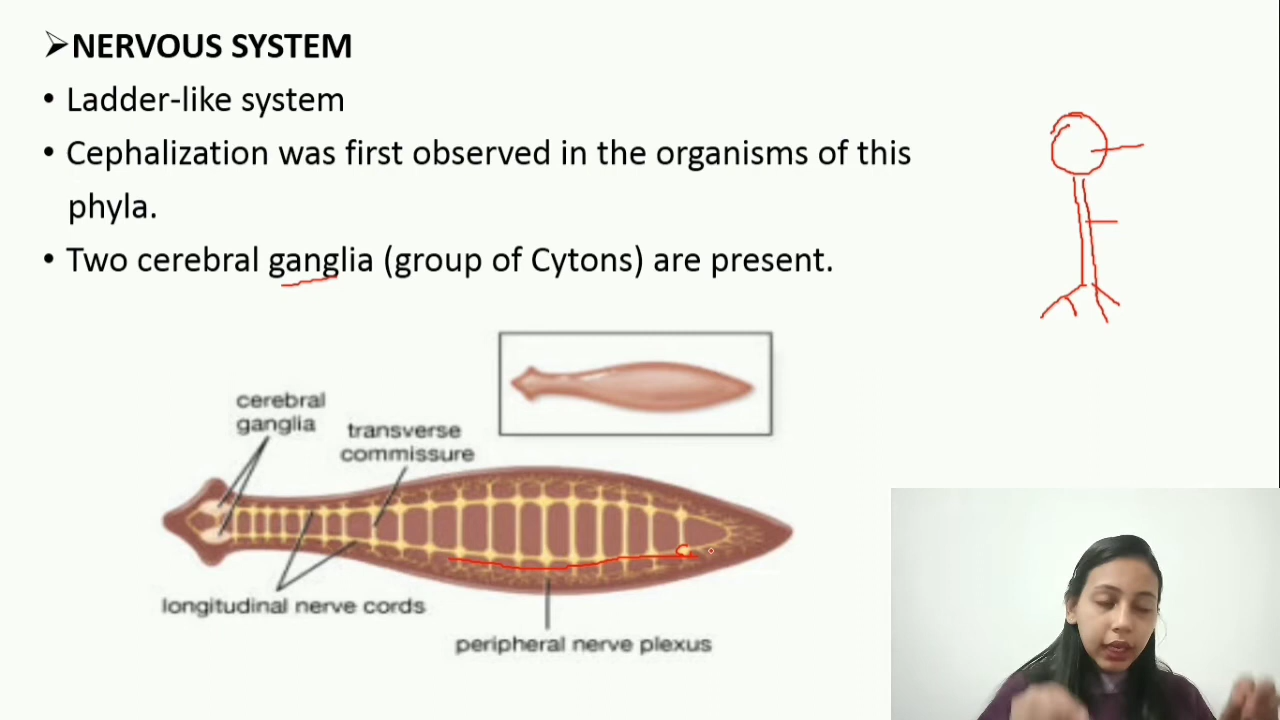 ➢NERVOUS SYSTEM
• Ladder-like system
• Cephalization was first observed in the organisms of this
phyla.
• Two cerebral ganglia (group of Cytons) are present.
cerebral
ganglia
transverse
commissure
longitudinal nerve cords
peripheral nerve plexus